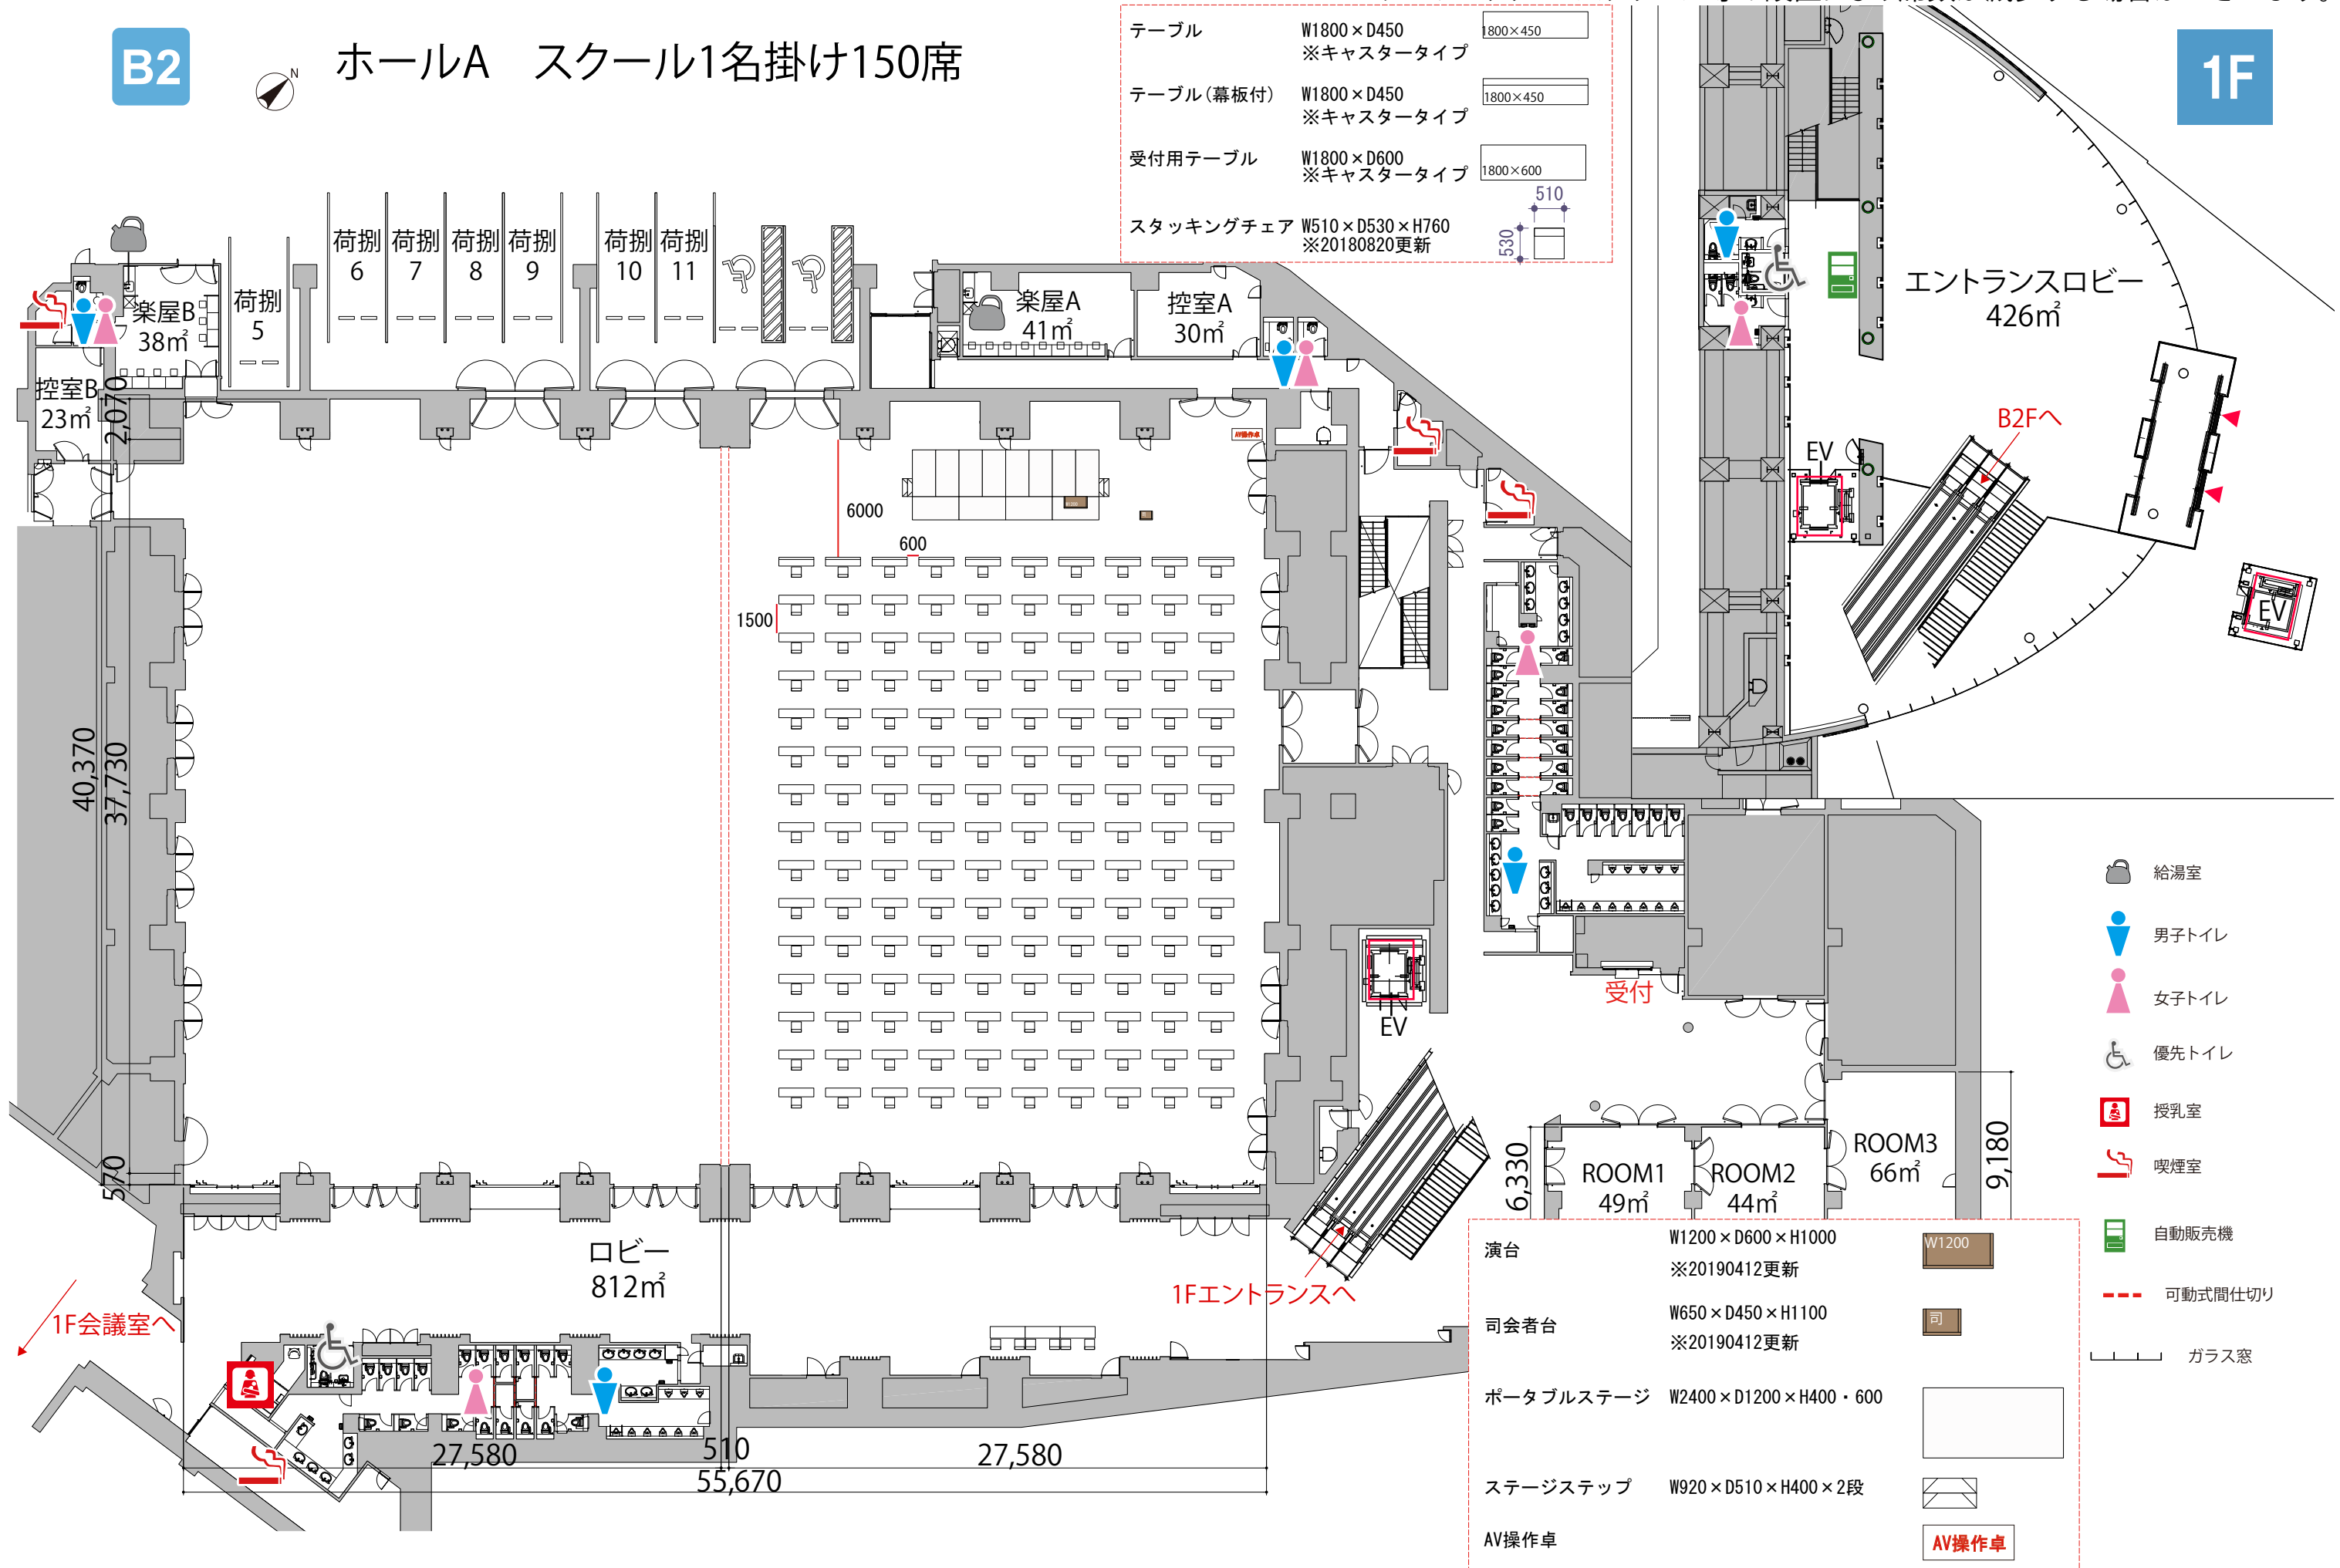 B2
N
ホールA　スクール1名掛け150席
テーブル
W1800×D450
※キャスタータイプ
1800×450
テーブル(幕板付)
W1800×D450
※キャスタータイプ
1800×450
受付用テーブル
W1800×D600
※キャスタータイプ
1800×600
スタッキングチェア
W510×D530×H760
※20180820更新
510
530
1F
エントランスロビー
426㎡
B2Fへ
EV
EV
荷捌
5
荷捌
6
荷捌
7
荷捌
8
荷捌
9
荷捌
10
荷捌
11
楽屋B
38㎡
控室B
23㎡
楽屋A
41㎡
控室A
30㎡
AV操作卓
2,070
40,370
37,730
570
6000
600
1500
EV
受付
ROOM1
49㎡
ROOM2
44㎡
ROOM3
66㎡
6,330
9,180
ロビー
812㎡
1Fエントランスへ
1F会議室へ
27,580
510
27,580
55,670
給湯室
男子トイレ
女子トイレ
優先トイレ
授乳室
喫煙室
自動販売機
可動式間仕切り
ガラス窓
演台
W1200×D600×H1000
※20190412更新
W1200
司会者台
W650×D450×H1100
※20190412更新
司
ポータブルステージ
W2400×D1200×H400・600
ステージステップ
W920×D510×H400×2段
AV操作卓
AV操作卓